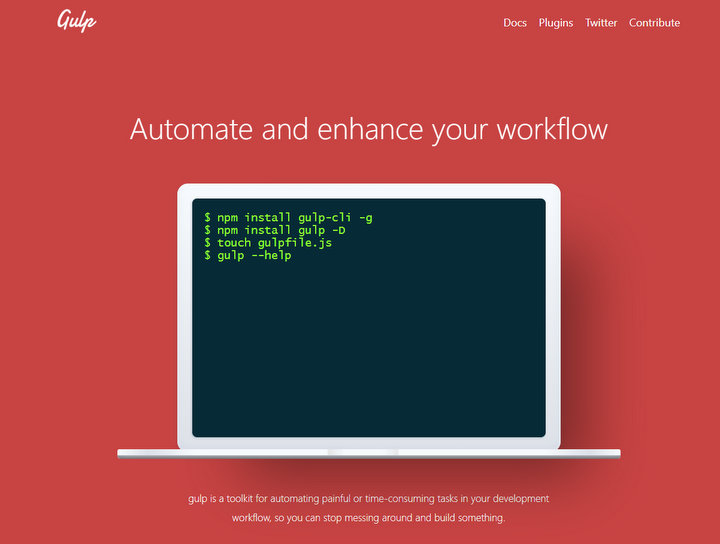 Gulp
Docs Plugins Twitter Contribute
Automate and enhance your workflow
$ npm install gulp-cli -g
$ npm install gulp -D
$ touch gulpfile.js
$ gulp --help
gulp is a toolkit for automating painful or time-consuming tasks in your development
workflow, so you can stop messing around and build something.